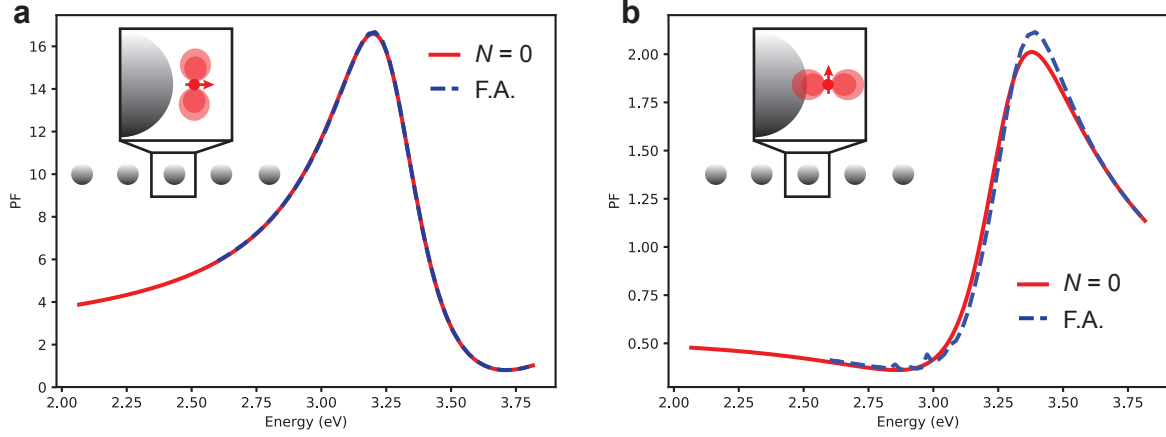 a
PF
16
14
12
10
8
6
4
2
0
N = 0
F.A.
2.00 2.25 2.50 2.75 3.00 3.25 3.50 3.75
Energy (eV)
b
PF
2.00
1.75
1.50
1.25
1.00
0.75
0.50
N = 0
F.A.
2.00 2.25 2.50 2.75 3.00 3.25 3.50 3.75
Energy (eV)